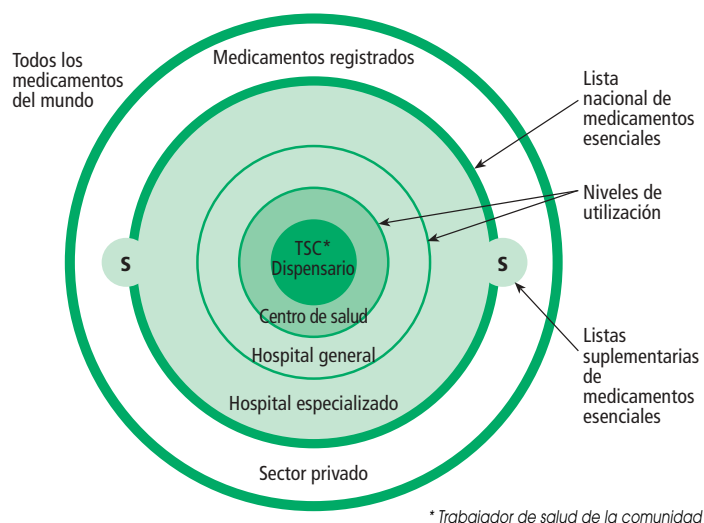 Todos los
medicamentos
del mundo
Medicamentos registrados
Lista
nacional de
medicamentos
esenciales
Niveles de
utilización
S
TSC*
Dispensario
S
Centro de salud
Hospital general
Hospital especializado
Listas
suplementarias
de
medicamentos
esenciales
Sector privado
* Trabajador de salud de la comunidad